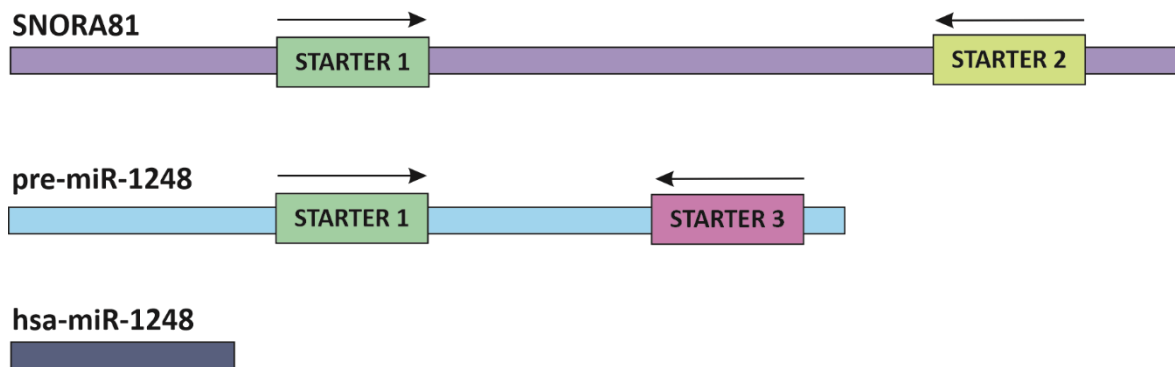 SNORA81
STARTER 1
STARTER 2
pre-miR-1248
STARTER 1
STARTER 3
hsa-miR-1248